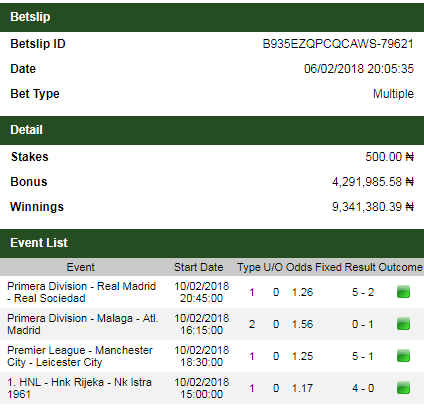 Betslip
Betslip ID B935EZQPCQCAWS-79621
Date 06/02/2018 20:05:35
Bet Type Multiple
Detail
Stakes 500.00 ₦
Bonus 4,291,985.58 ₦
Winnings 9,341,380.39 ₦
Event List
Event Start Date Type U/O Odds Fixed Result Outcome
Primera Division - Real Madrid 10/02/2018
- Real Sociedad 20:45:00 1 0 1.26 5 - 2
Primera Division - Malaga - Atl. 10/02/2018
Madrid 16:15:00 2 0 1.56 0 - 1
Premier League - Manchester 10/02/2018
City - Leicester City 18:30:00 1 0 1.25 5 - 1
1. HNL - Hnk Rijeka - Nk Istra 10/02/2018
1961 15:00:00 1 0 1.17 4 - 0